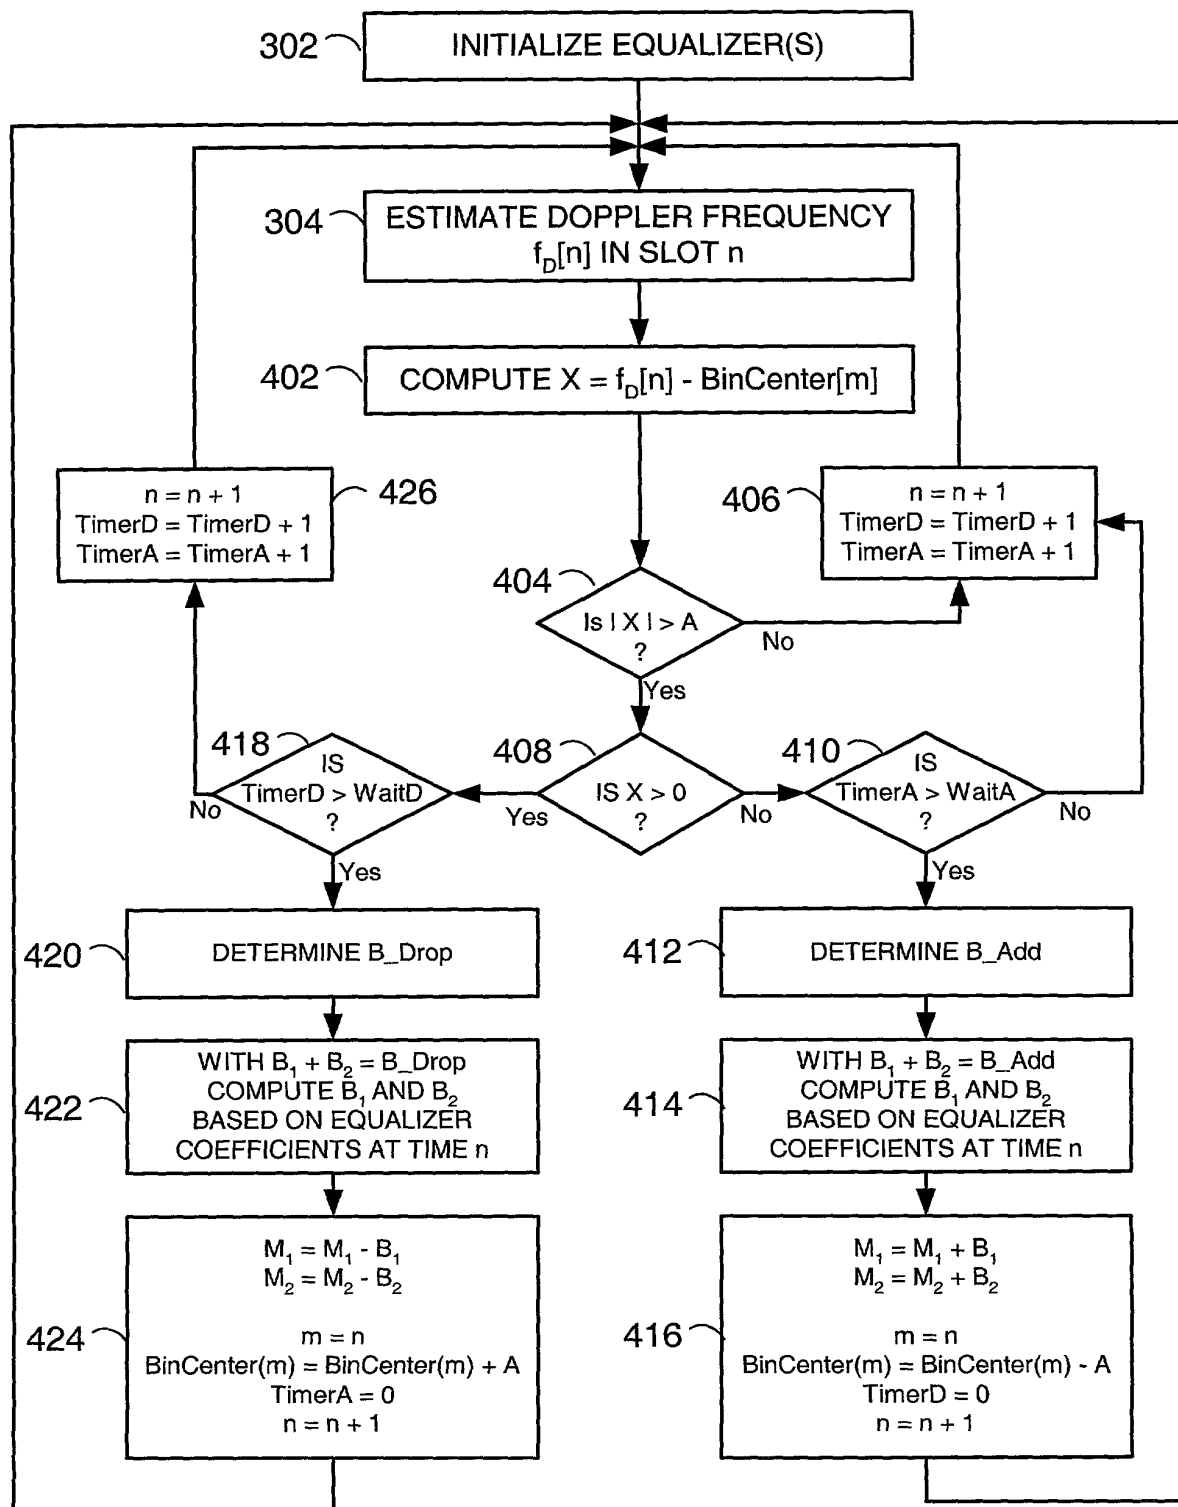 302
INITIALIZE EQUALIZER(S)
304
ESTIMATE DOPPLER FREQUENCY
f_D[n] IN SLOT n
402
COMPUTE X = f_D[n] - BinCenter[m]
n = n + 1
TimerD = TimerD + 1
TimerA = TimerA + 1
426
406
n = n + 1
TimerD = TimerD + 1
TimerA = TimerA + 1
404
Is | X | > A
?
No
Yes
418
IS
TimerD > WaitD
?
No
Yes
408
IS X > 0
?
Yes
No
410
IS
TimerA > WaitA
?
No
Yes
420
DETERMINE B_Drop
412
DETERMINE B_Add
422
WITH B₁ + B₂ = B_Drop
COMPUTE B₁ AND B₂
BASED ON EQUALIZER
COEFFICIENTS AT TIME n
414
WITH B₁ + B₂ = B_Add
COMPUTE B₁ AND B₂
BASED ON EQUALIZER
COEFFICIENTS AT TIME n
424
M₁ = M₁ - B₁
M₂ = M₂ - B₂
m = n
BinCenter(m) = BinCenter(m) + A
TimerA = 0
n = n + 1
416
M₁ = M₁ + B₁
M₂ = M₂ + B₂
m = n
BinCenter(m) = BinCenter(m) - A
TimerD = 0
n = n + 1